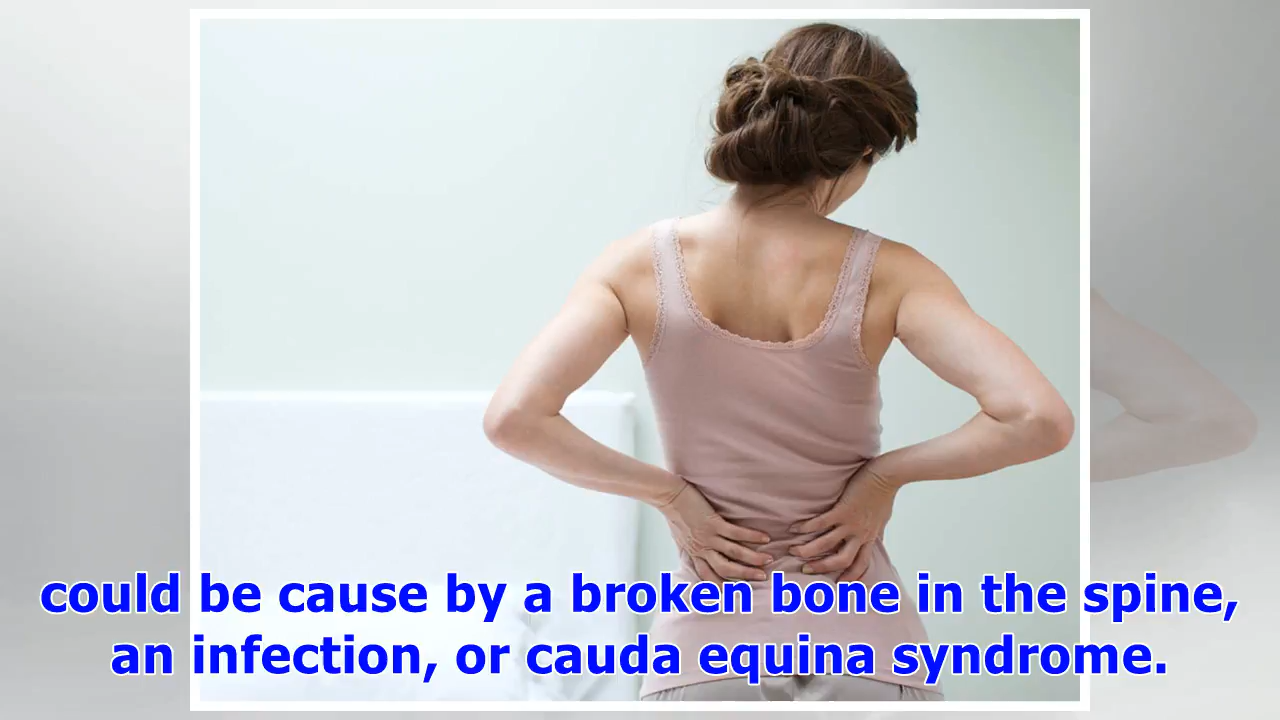 could be cause by a broken bone in the spine,
an infection, or cauda equina syndrome.